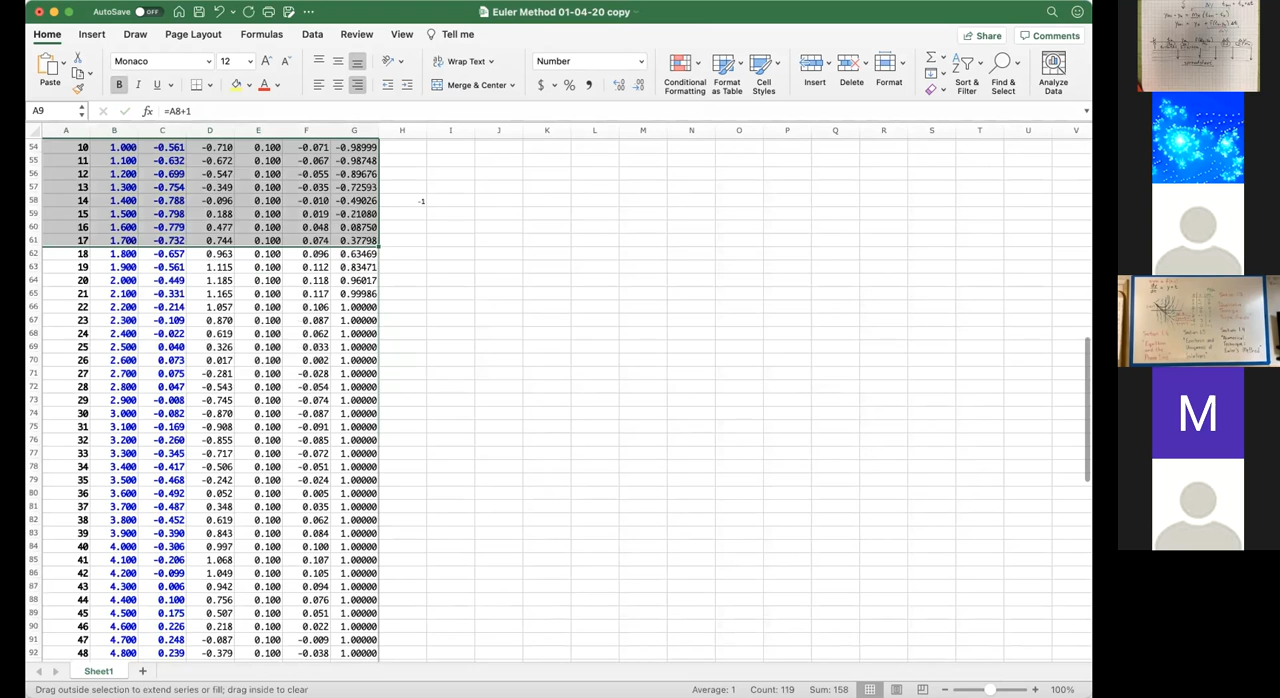 AutoSave OFF
Euler Method 01-04-20 copy
Home Insert Draw Page Layout Formulas Data Review View Tell me
Share Comments
Paste
Monaco 12
B I U
Wrap Text
Merge & Center
Number
$ %
Conditional Formatting
Format as Table
Cell Styles
Insert Delete Format
Sort & Filter
Find & Select
Analyze Data
A9 fx =A8+1
A B C D E F G H I J K L M N O P Q R S T U V
54 10 1.000 -0.561 -0.710 0.100 -0.071 -0.98999
55 11 1.100 -0.632 -0.672 0.100 -0.067 -0.98748
56 12 1.200 -0.699 -0.547 0.100 -0.055 -0.89676
57 13 1.300 -0.754 -0.349 0.100 -0.035 -0.72593
58 14 1.400 -0.788 -0.096 0.100 -0.010 -0.49026 -1
59 15 1.500 -0.798 0.188 0.100 0.019 -0.21080
60 16 1.600 -0.779 0.477 0.100 0.048 0.08750
61 17 1.700 -0.732 0.744 0.100 0.074 0.37798
62 18 1.800 -0.657 0.963 0.100 0.096 0.63469
63 19 1.900 -0.561 1.115 0.100 0.112 0.83471
64 20 2.000 -0.449 1.185 0.100 0.118 0.96017
65 21 2.100 -0.331 1.165 0.100 0.117 0.99986
66 22 2.200 -0.214 1.057 0.100 0.106 1.00000
67 23 2.300 -0.109 0.870 0.100 0.087 1.00000
68 24 2.400 -0.022 0.619 0.100 0.062 1.00000
69 25 2.500 0.040 0.326 0.100 0.033 1.00000
70 26 2.600 0.073 0.017 0.100 0.002 1.00000
71 27 2.700 0.075 -0.281 0.100 -0.028 1.00000
72 28 2.800 0.047 -0.543 0.100 -0.054 1.00000
73 29 2.900 -0.008 -0.745 0.100 -0.074 1.00000
74 30 3.000 -0.082 -0.870 0.100 -0.087 1.00000
75 31 3.100 -0.169 -0.908 0.100 -0.091 1.00000
76 32 3.200 -0.260 -0.855 0.100 -0.085 1.00000
77 33 3.300 -0.345 -0.717 0.100 -0.072 1.00000
78 34 3.400 -0.417 -0.506 0.100 -0.051 1.00000
79 35 3.500 -0.468 -0.242 0.100 -0.024 1.00000
80 36 3.600 -0.492 0.052 0.100 0.005 1.00000
81 37 3.700 -0.487 0.348 0.100 0.035 1.00000
82 38 3.800 -0.452 0.619 0.100 0.062 1.00000
83 39 3.900 -0.390 0.843 0.100 0.084 1.00000
84 40 4.000 -0.306 0.997 0.100 0.100 1.00000
85 41 4.100 -0.206 1.068 0.100 0.107 1.00000
86 42 4.200 -0.099 1.049 0.100 0.105 1.00000
87 43 4.300 0.006 0.942 0.100 0.094 1.00000
88 44 4.400 0.100 0.756 0.100 0.076 1.00000
89 45 4.500 0.175 0.507 0.100 0.051 1.00000
90 46 4.600 0.226 0.218 0.100 0.022 1.00000
91 47 4.700 0.248 -0.087 0.100 -0.009 1.00000
92 48 4.800 0.239 -0.379 0.100 -0.038 1.00000
Sheet1
Drag outside selection to extend series or fill; drag inside to clear
Average: 1 Count: 119 Sum: 158 100%
M